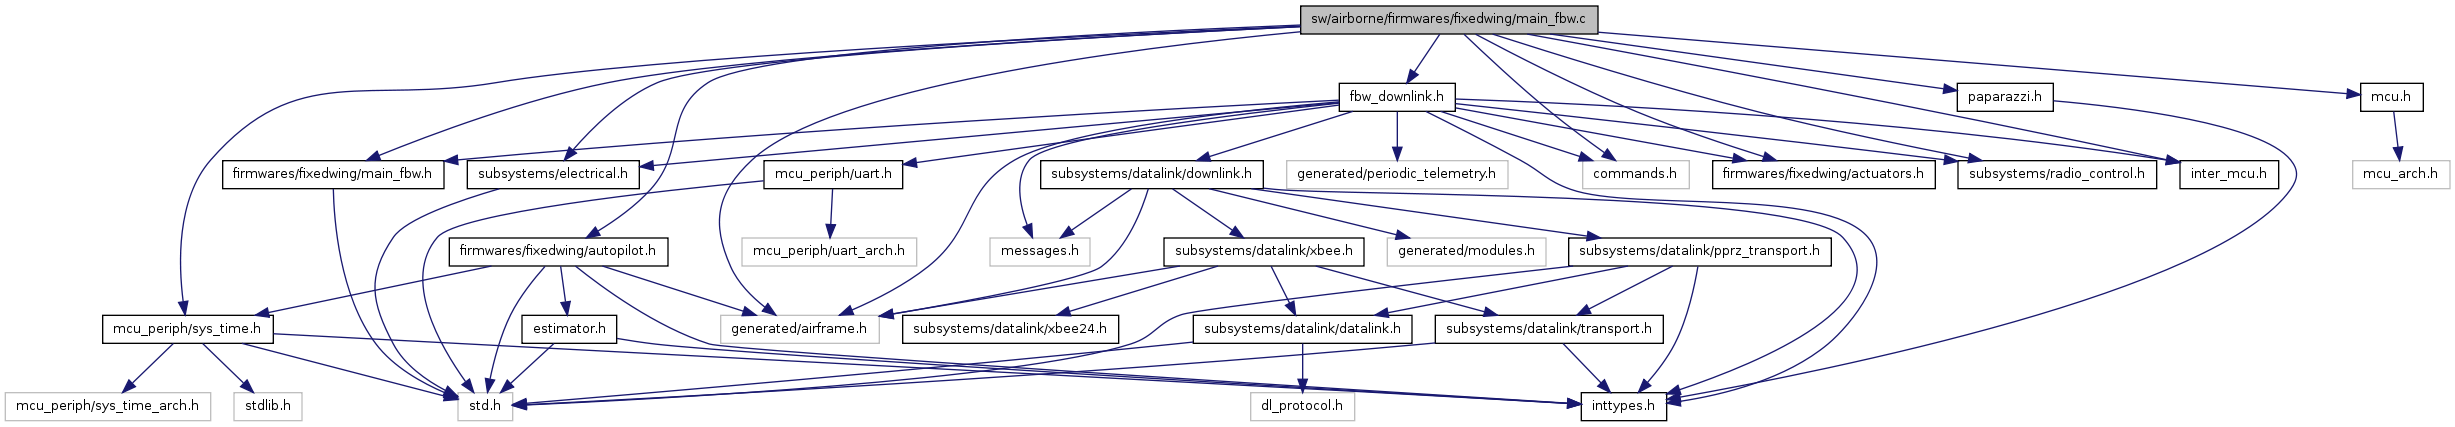 sw/airborne/firmwares/fixedwing/main_fbw.c
fbw_downlink.h
paparazzi.h
mcu.h
firmwares/fixedwing/main_fbw.h
subsystems/electrical.h
mcu_periph/uart.h
subsystems/datalink/downlink.h
generated/periodic_telemetry.h
commands.h
firmwares/fixedwing/actuators.h
subsystems/radio_control.h
inter_mcu.h
mcu_arch.h
firmwares/fixedwing/autopilot.h
mcu_periph/uart_arch.h
messages.h
subsystems/datalink/xbee.h
generated/modules.h
subsystems/datalink/pprz_transport.h
mcu_periph/sys_time.h
estimator.h
generated/airframe.h
subsystems/datalink/xbee24.h
subsystems/datalink/datalink.h
subsystems/datalink/transport.h
mcu_periph/sys_time_arch.h
stdlib.h
std.h
dl_protocol.h
inttypes.h